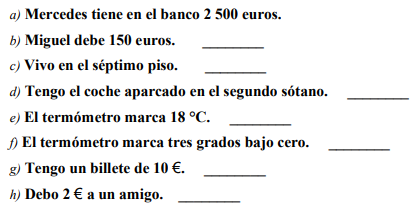 a) Mercedes tiene en el banco 2 500 euros.
b) Miguel debe 150 euros. ________
c) Vivo en el séptimo piso. ________
d) Tengo el coche aparcado en el segundo sótano. ________
e) El termómetro marca 18 °C. ________
f) El termómetro marca tres grados bajo cero. ________
g) Tengo un billete de 10 €. ________
h) Debo 2 € a un amigo. ________